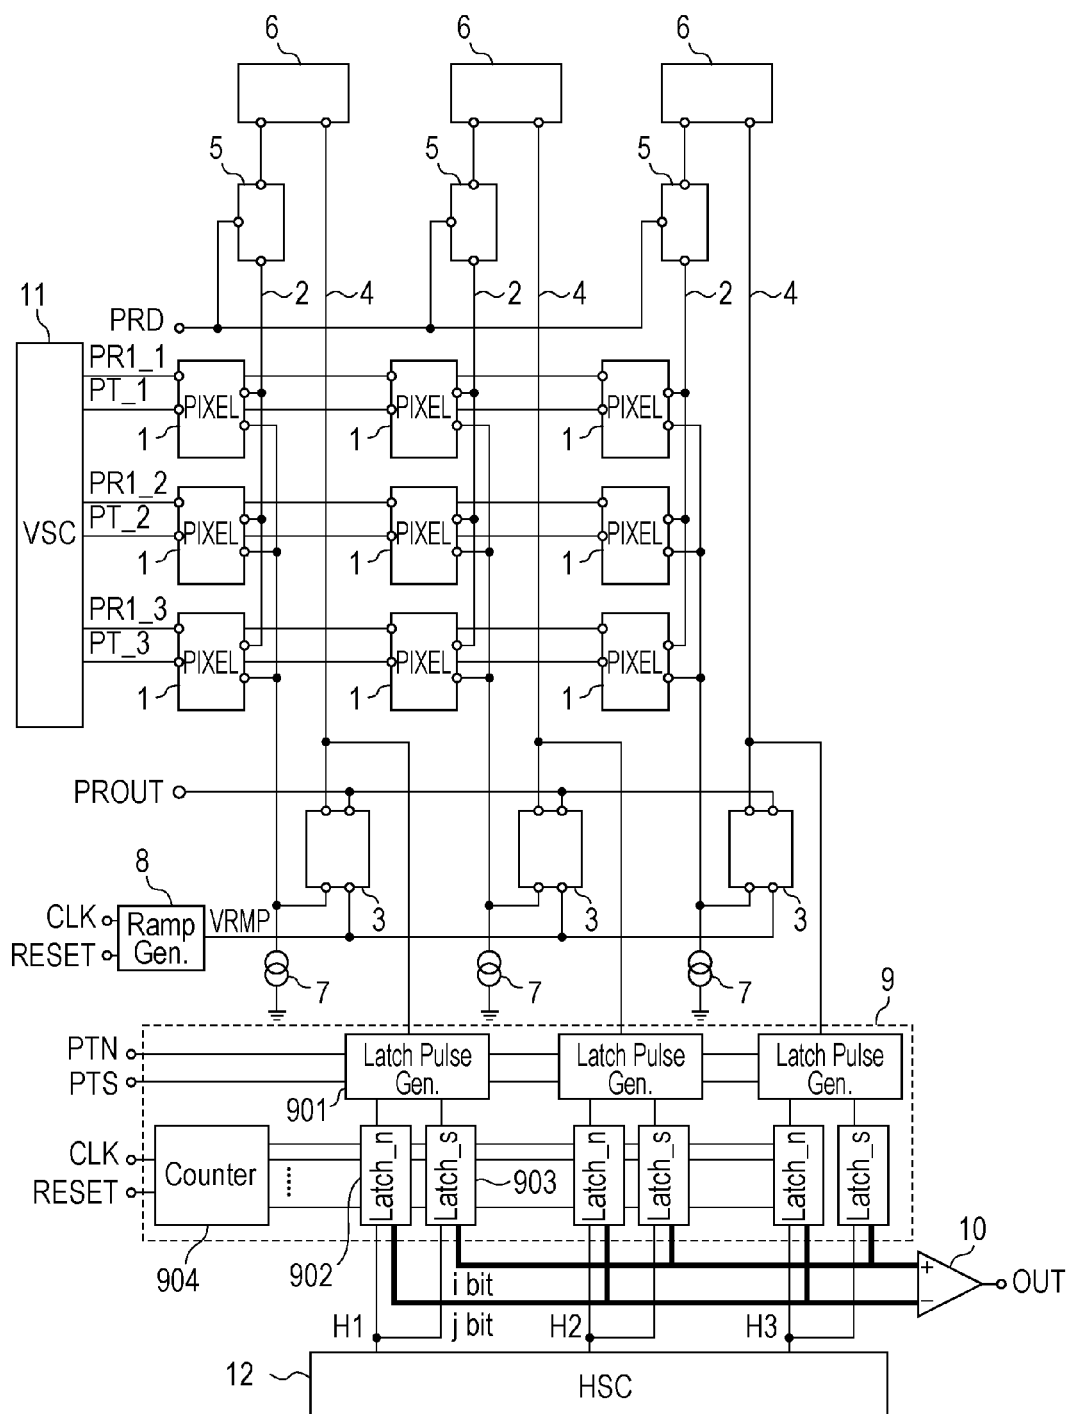 6 6 6
5 5 5
2 4 2 4 2 4
11
PRD
PR1_1
PT_1
PIXEL PIXEL PIXEL
1 1 1
PR1_2
PT_2
VSC
PIXEL PIXEL PIXEL
1 1 1
PR1_3
PT_3
PIXEL PIXEL PIXEL
1 1 1
PROUT
8
3 3 3
CLK
RESET
Ramp
Gen.
VRMP
7 7 7
9
PTN
PTS
Latch Pulse
Gen.
Latch Pulse
Gen.
Latch Pulse
Gen.
901
CLK
RESET
Counter
Latch_n Latch_s Latch_n Latch_s Latch_n Latch_s
903
904
902
10
+
−
OUT
i bit
j bit
H1 H2 H3
12
HSC